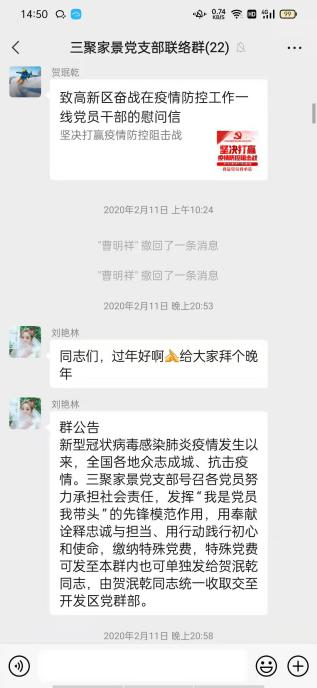 14:50
0.74
KB/S
HD
4G
99
三聚家景党支部联络群(22)
贺珉乾
致高新区奋战在疫情防控工作一
线党员干部的慰问信
坚决打赢疫情防控阻击战
坚决打赢
疫情防控阻击战
2020年2月11日 上午10:24
"曹明祥" 撤回了一条消息
"曹明祥" 撤回了一条消息
2020年2月11日 晚上20:53
刘艳林
同志们，过年好啊🙏给大家拜个晚
年
刘艳林
群公告
新型冠状病毒感染肺炎疫情发生以
来，全国各地众志成城、抗击疫
情。三聚家景党支部号召各党员努
力承担社会责任，发挥“我是党员
我带头”的先锋模范作用，用奉献
诠释忠诚与担当、用行动践行初心
和使命，缴纳特殊党费，特殊党费
可发至本群内也可单独发给贺泯乾
同志，由贺泯乾同志统一收取交至
开发区党群部。
2020年2月11日 晚上20:58